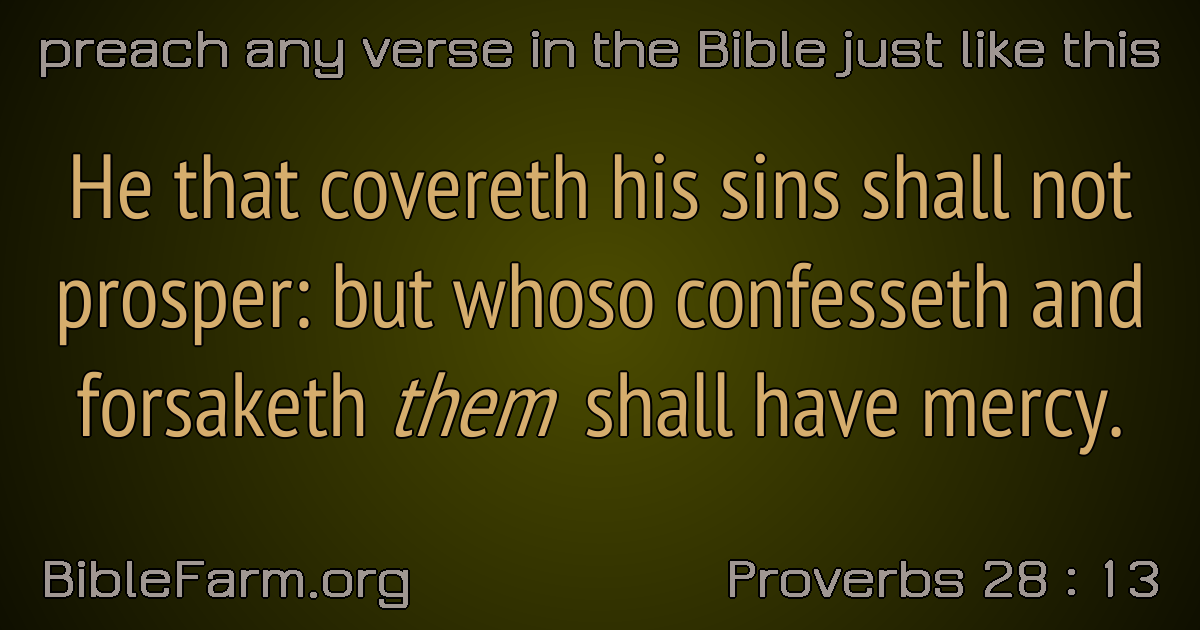 preach any verse in the Bible just like this
He that covereth his sins shall not
prosper: but whoso confesseth and
forsaketh them shall have mercy.
BibleFarm.org
Proverbs 28 : 13